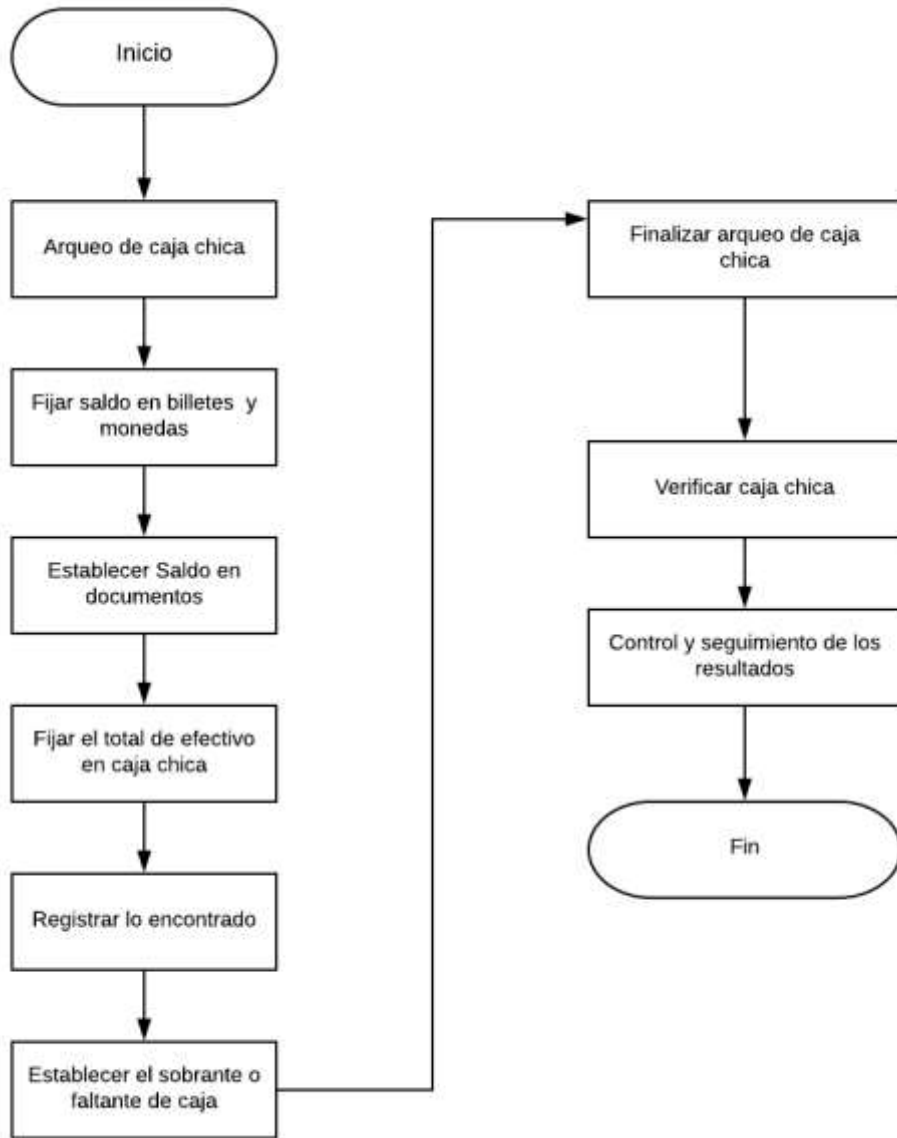 Inicio
Arqueo de caja chica
Fijar saldo en billetes y
monedas
Establecer Saldo en
documentos
Fijar el total de efectivo
en caja chica
Registrar lo encontrado
Establecer el sobrante o
faltante de caja
Finalizar arqueo de caja
chica
Verificar caja chica
Control y seguimiento de los
resultados
Fin